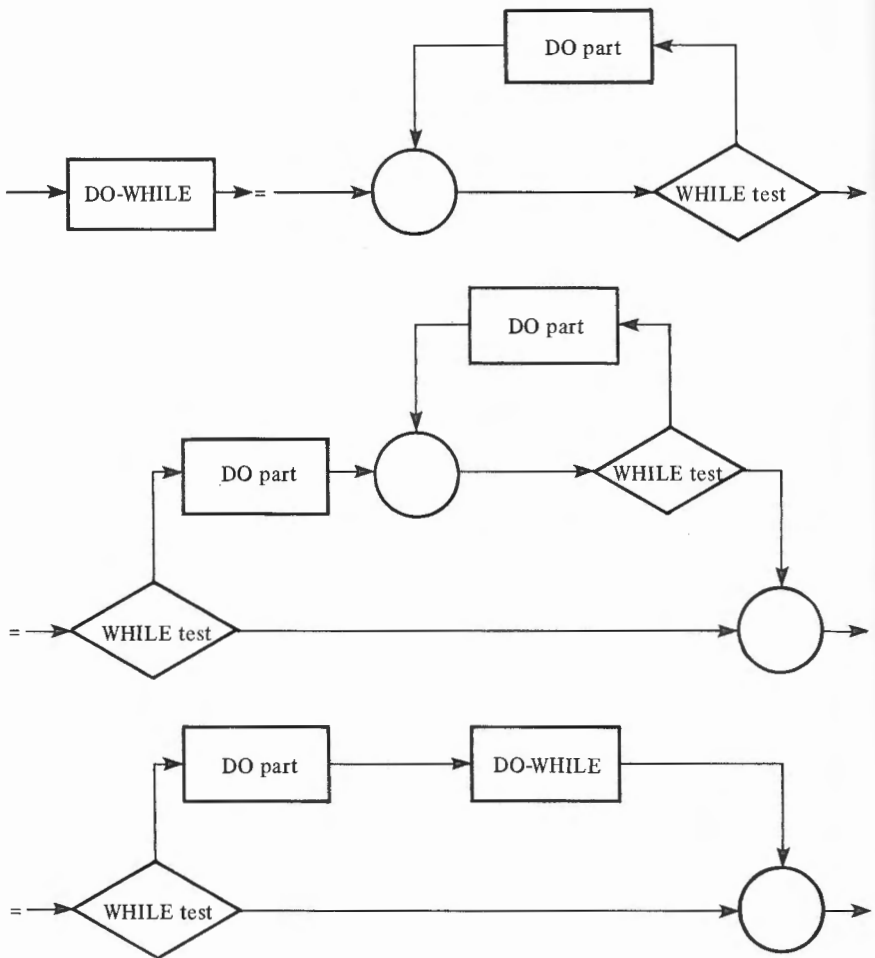 DO part
DO-WHILE
=
WHILE test
DO part
DO part
WHILE test
=
WHILE test
DO part
DO-WHILE
=
WHILE test